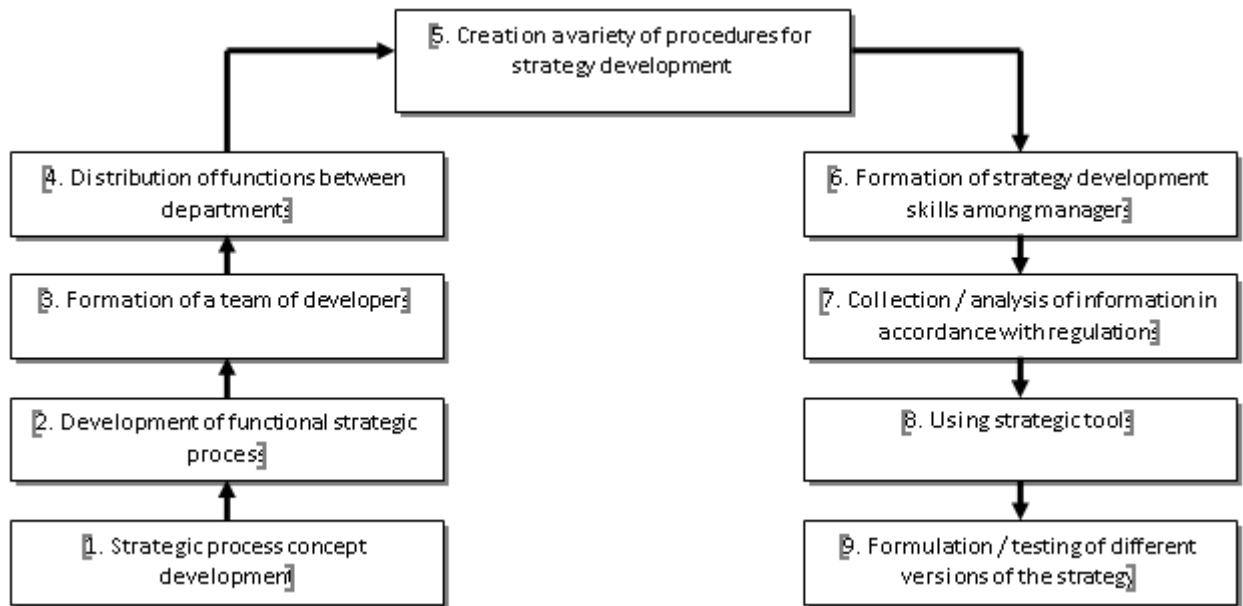 [5. Creation a variety of procedures for
strategy development
[4. Distribution of functions between
departments]
[6. Formation of strategy development
skills among managers]
[3. Formation of a team of developers]
[7. Collection / analysis of information in
accordance with regulations]
[2. Development of functional strategic
process]
[8. Using strategic tools]
[1. Strategic process concept
development]
[9. Formulation / testing of different
versions of the strategy]